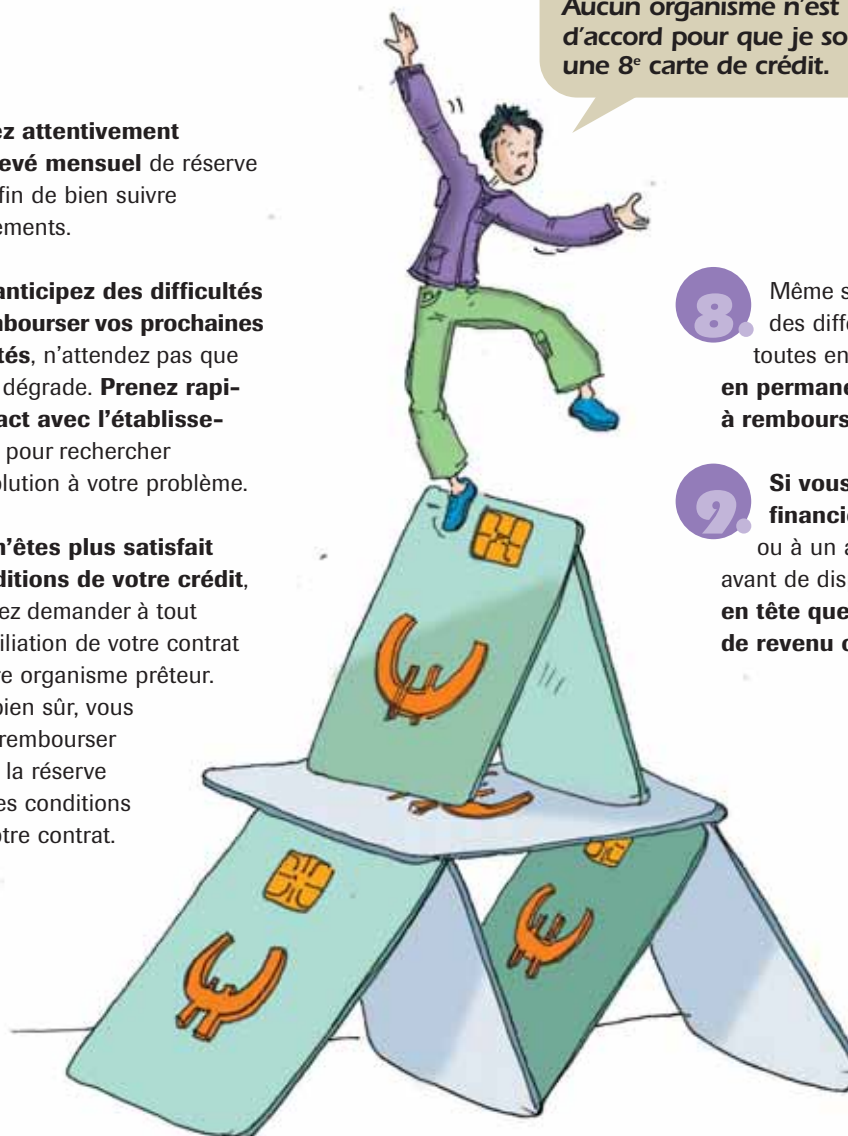 Aucun organisme n'est
d'accord pour que je so
une 8e carte de crédit.
ez attentivement
evé mensuel de réserve
fin de bien suivre
ements.
anticipez des difficultés
bourser vos prochaines
tés, n'attendez pas que
dégrade. Prenez rapi-
act avec l'établisse-
pour rechercher
olution à votre problème.
n'êtes plus satisfait
ditions de votre crédit,
ez demander à tout
iliation de votre contrat
e organisme prêteur.
bien sûr, vous
rembourser
la réserve
es conditions
otre contrat.
8. Même s
des diffé
toutes en
en permane
à rembours
9. Si vous
financie
ou à un a
avant de dis
en tête que
de revenu c